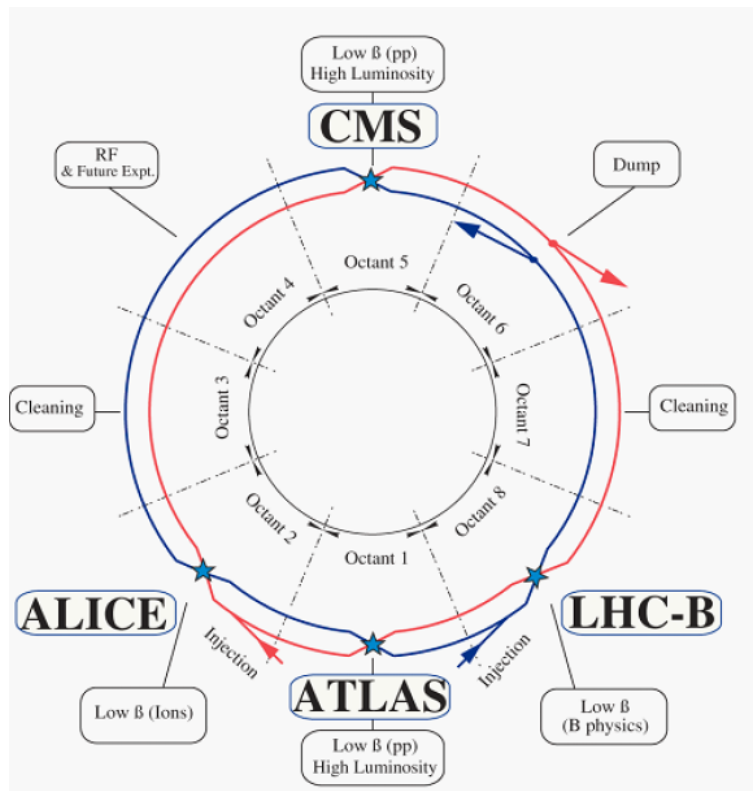 Low ß (pp)
High Luminosity
CMS
RF
& Future Expt.
Dump
Octant 5
Octant 4
Octant 6
Cleaning
Octant 3
Octant 7
Cleaning
Octant 2
Octant 8
Octant 1
ALICE
LHC-B
Injection
Injection
ATLAS
Low ß (Ions)
Low ß
(B physics)
Low ß (pp)
High Luminosity